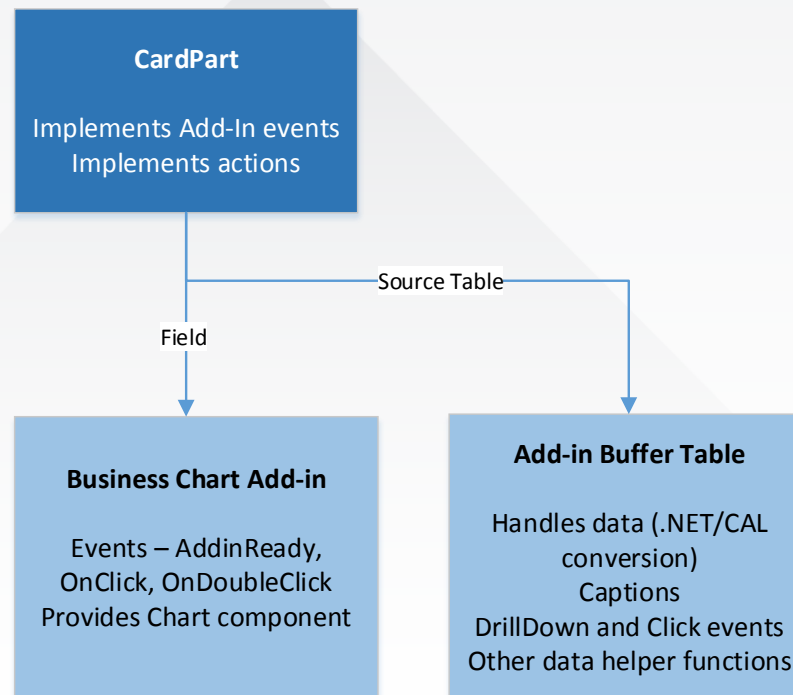 CardPart
Implements Add-In events
Implements actions
Source Table
Field
Business Chart Add-in
Events – AddinReady,
OnClick, OnDoubleClick
Provides Chart component
Add-in Buffer Table
Handles data (.NET/CAL
conversion)
Captions
DrillDown and Click events
Other data helper functions